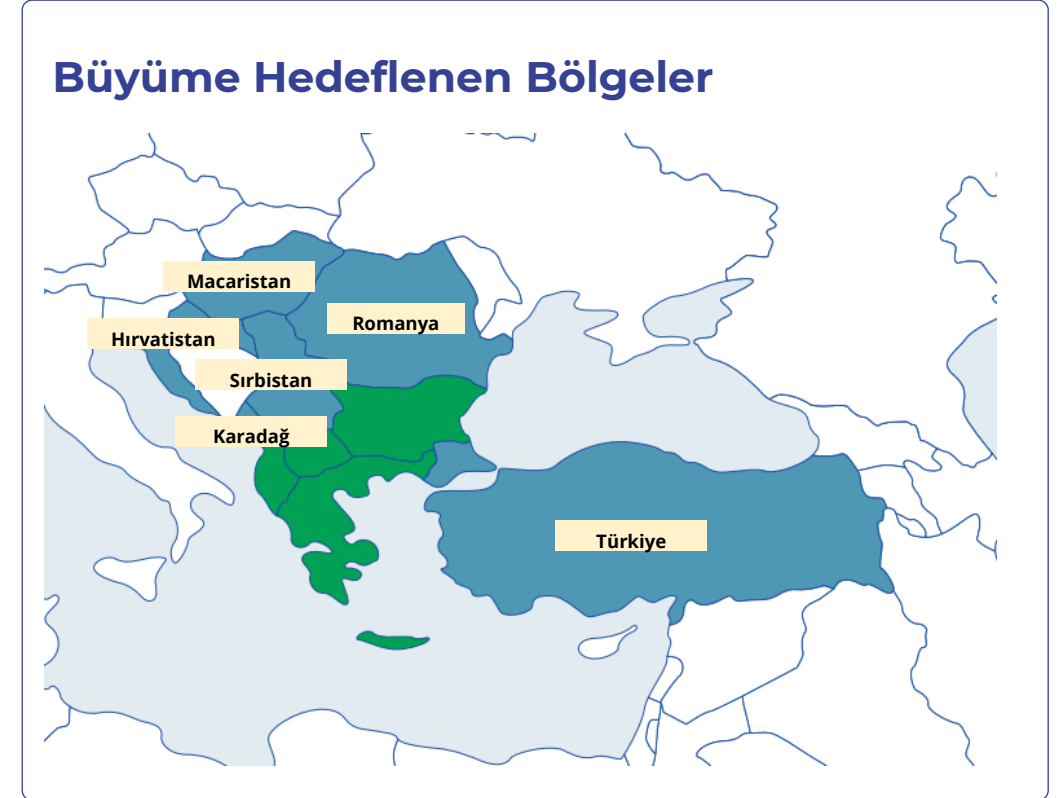 Büyüme Hedeflenen Bölgeler
Macaristan
Romanya
Hırvatistan
Sırbistan
Karadağ
Türkiye